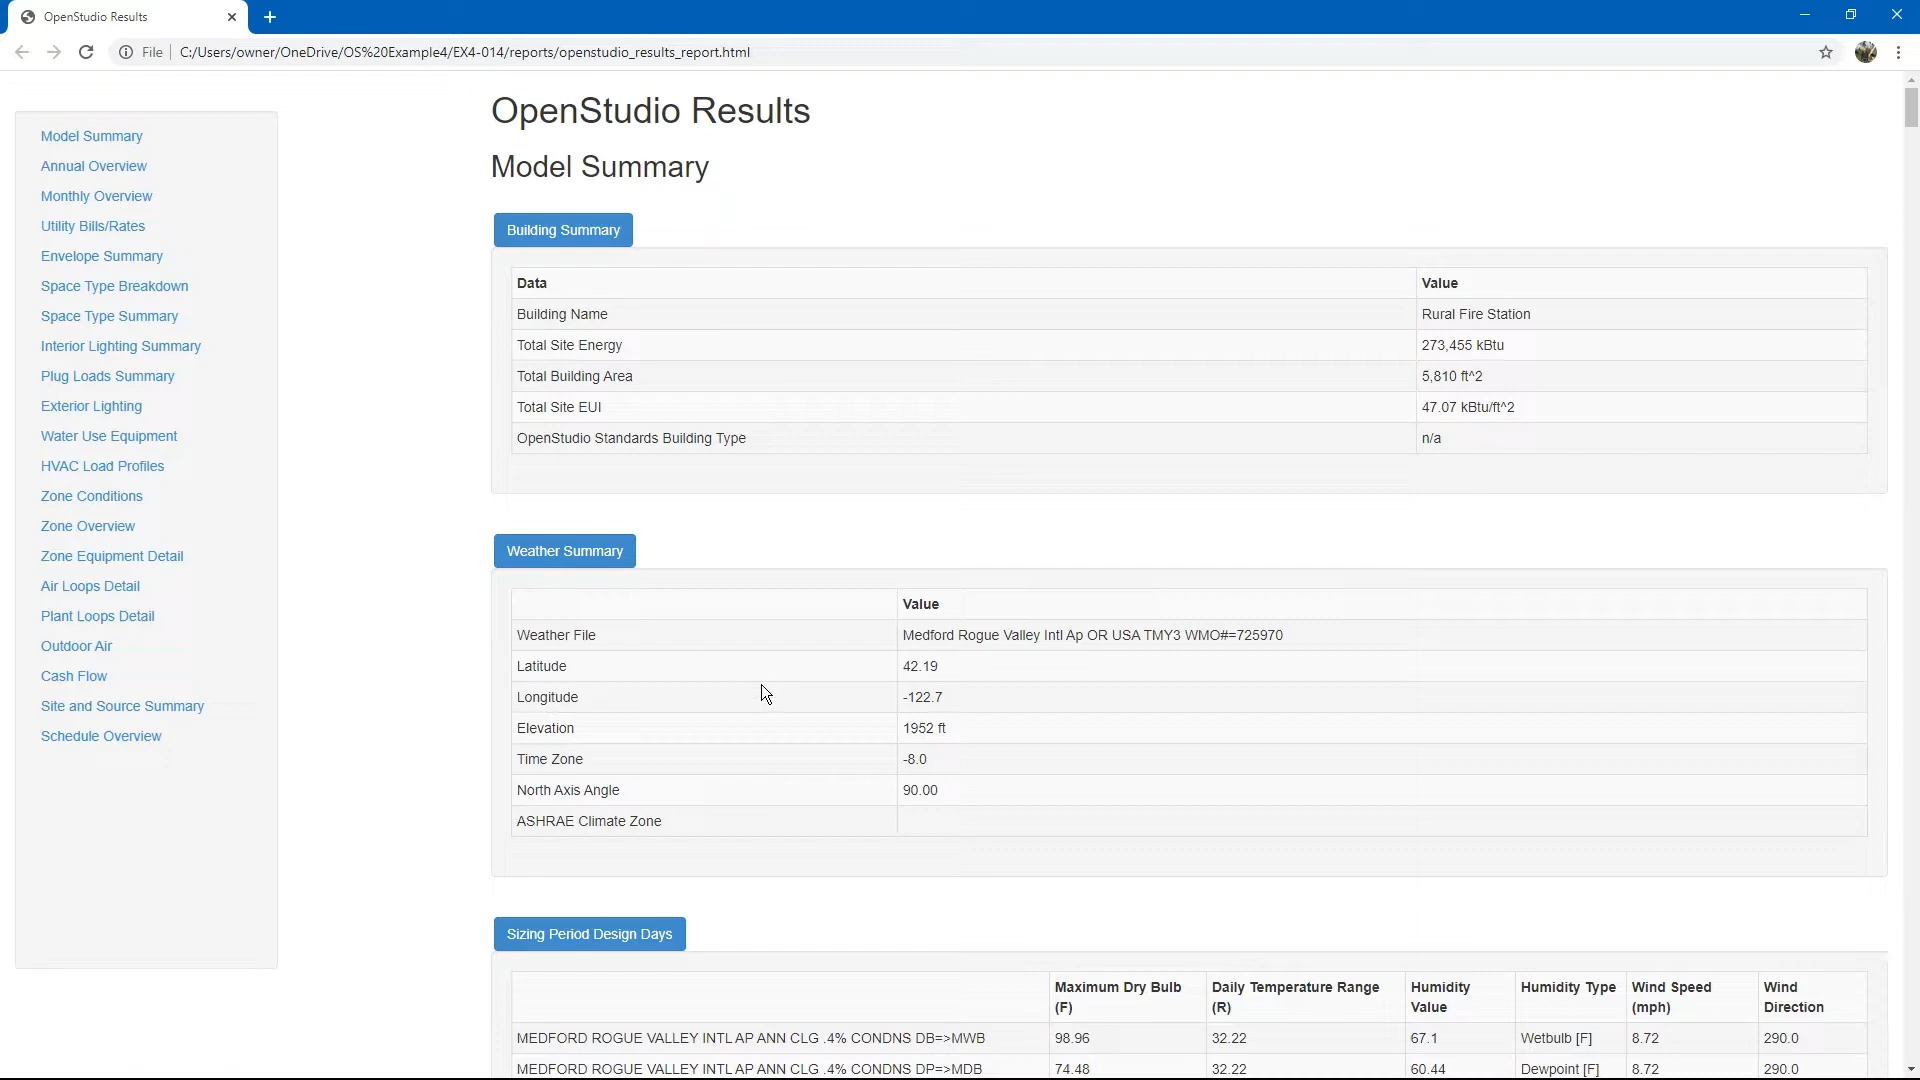 OpenStudio Results
File C:/Users/owner/OneDrive/OS%20Example4/EX4-014/reports/openstudio_results_report.html
Model Summary
Annual Overview
Monthly Overview
Utility Bills/Rates
Envelope Summary
Space Type Breakdown
Space Type Summary
Interior Lighting Summary
Plug Loads Summary
Exterior Lighting
Water Use Equipment
HVAC Load Profiles
Zone Conditions
Zone Overview
Zone Equipment Detail
Air Loops Detail
Plant Loops Detail
Outdoor Air
Cash Flow
Site and Source Summary
Schedule Overview
OpenStudio Results
Model Summary
Building Summary
Data Value
Building Name Rural Fire Station
Total Site Energy 273,455 kBtu
Total Building Area 5,810 ft^2
Total Site EUI 47.07 kBtu/ft^2
OpenStudio Standards Building Type n/a
Weather Summary
Value
Weather File Medford Rogue Valley Intl Ap OR USA TMY3 WMO#=725970
Latitude 42.19
Longitude -122.7
Elevation 1952 ft
Time Zone -8.0
North Axis Angle 90.00
ASHRAE Climate Zone
Sizing Period Design Days
Maximum Dry Bulb (F) Daily Temperature Range (R) Humidity Value Humidity Type Wind Speed (mph) Wind Direction
MEDFORD ROGUE VALLEY INTL AP ANN CLG .4% CONDNS DB=>MWB 98.96 32.22 67.1 Wetbulb [F] 8.72 290.0
MEDFORD ROGUE VALLEY INTL AP ANN CLG .4% CONDNS DP=>MDB 74.48 32.22 60.44 Dewpoint [F] 8.72 290.0